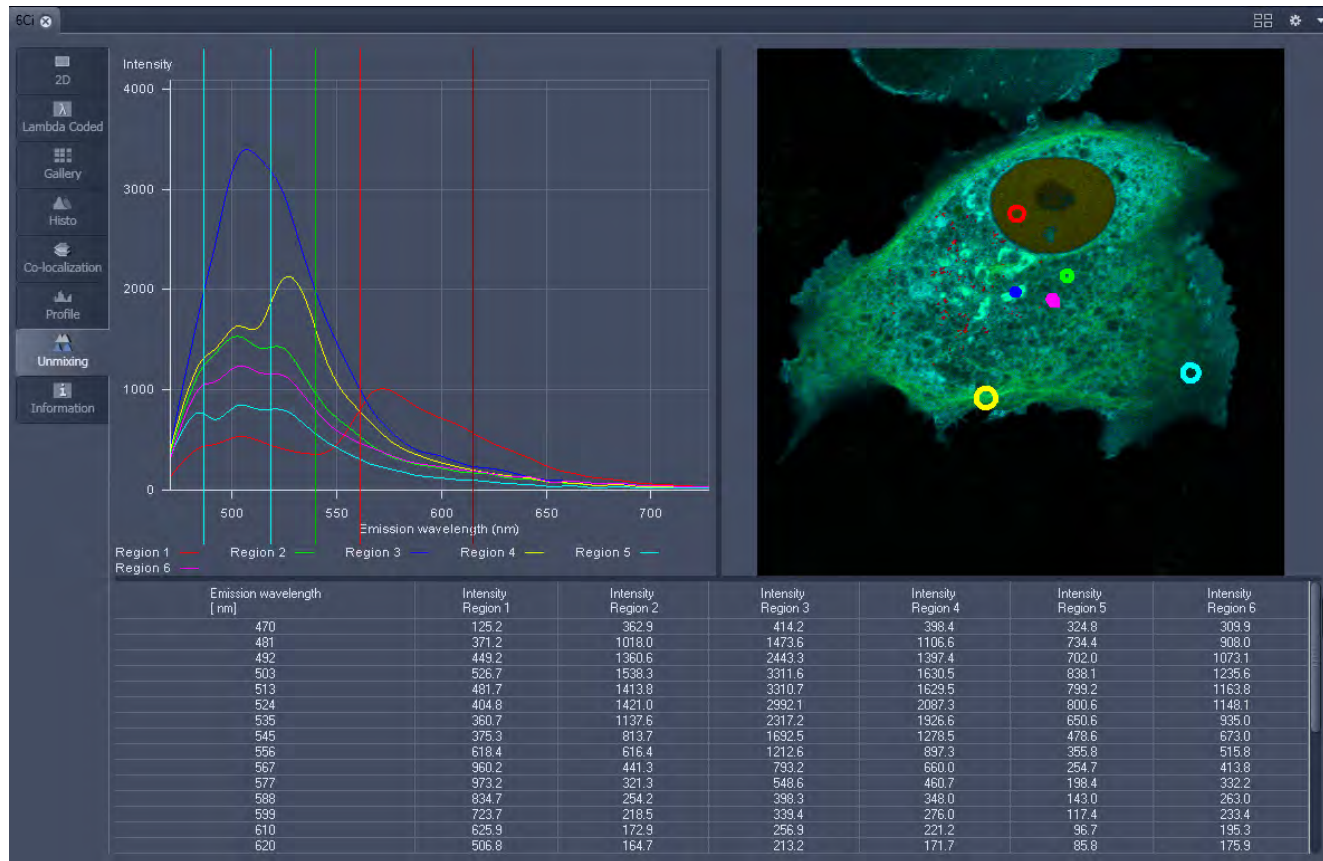 6Ci
2D
λ
Lambda Coded
Gallery
Histo
Co-localization
Profile
Unmixing
i
Information
Intensity
4000
3000
2000
1000
0
500 550 600 650 700
Emission wavelength (nm)
Region 1 Region 2 Region 3 Region 4 Region 5
Region 6
Emission wavelength Intensity Intensity Intensity Intensity Intensity Intensity
[ nm] Region 1 Region 2 Region 3 Region 4 Region 5 Region 6
470 125.2 362.9 414.2 398.4 324.8 309.9
481 371.2 1018.0 1473.6 1106.6 734.4 908.0
492 449.2 1360.6 2443.3 1397.4 702.0 1073.1
503 526.7 1538.3 3311.6 1630.5 838.1 1235.6
513 481.7 1413.8 3310.7 1629.5 799.2 1163.8
524 404.8 1421.0 2992.1 2087.3 800.6 1148.1
535 360.7 1137.6 2317.2 1926.6 650.6 935.0
545 375.3 813.7 1692.5 1278.5 478.6 673.0
556 618.4 616.4 1212.6 897.3 355.8 515.8
567 960.2 441.3 793.2 660.0 254.7 413.8
577 973.2 321.3 548.6 460.7 198.4 332.2
588 834.7 254.2 398.3 348.0 143.0 263.0
599 723.7 218.5 339.4 276.0 117.4 233.4
610 625.9 172.9 256.9 221.2 96.7 195.3
620 506.8 164.7 213.2 171.7 85.8 175.9